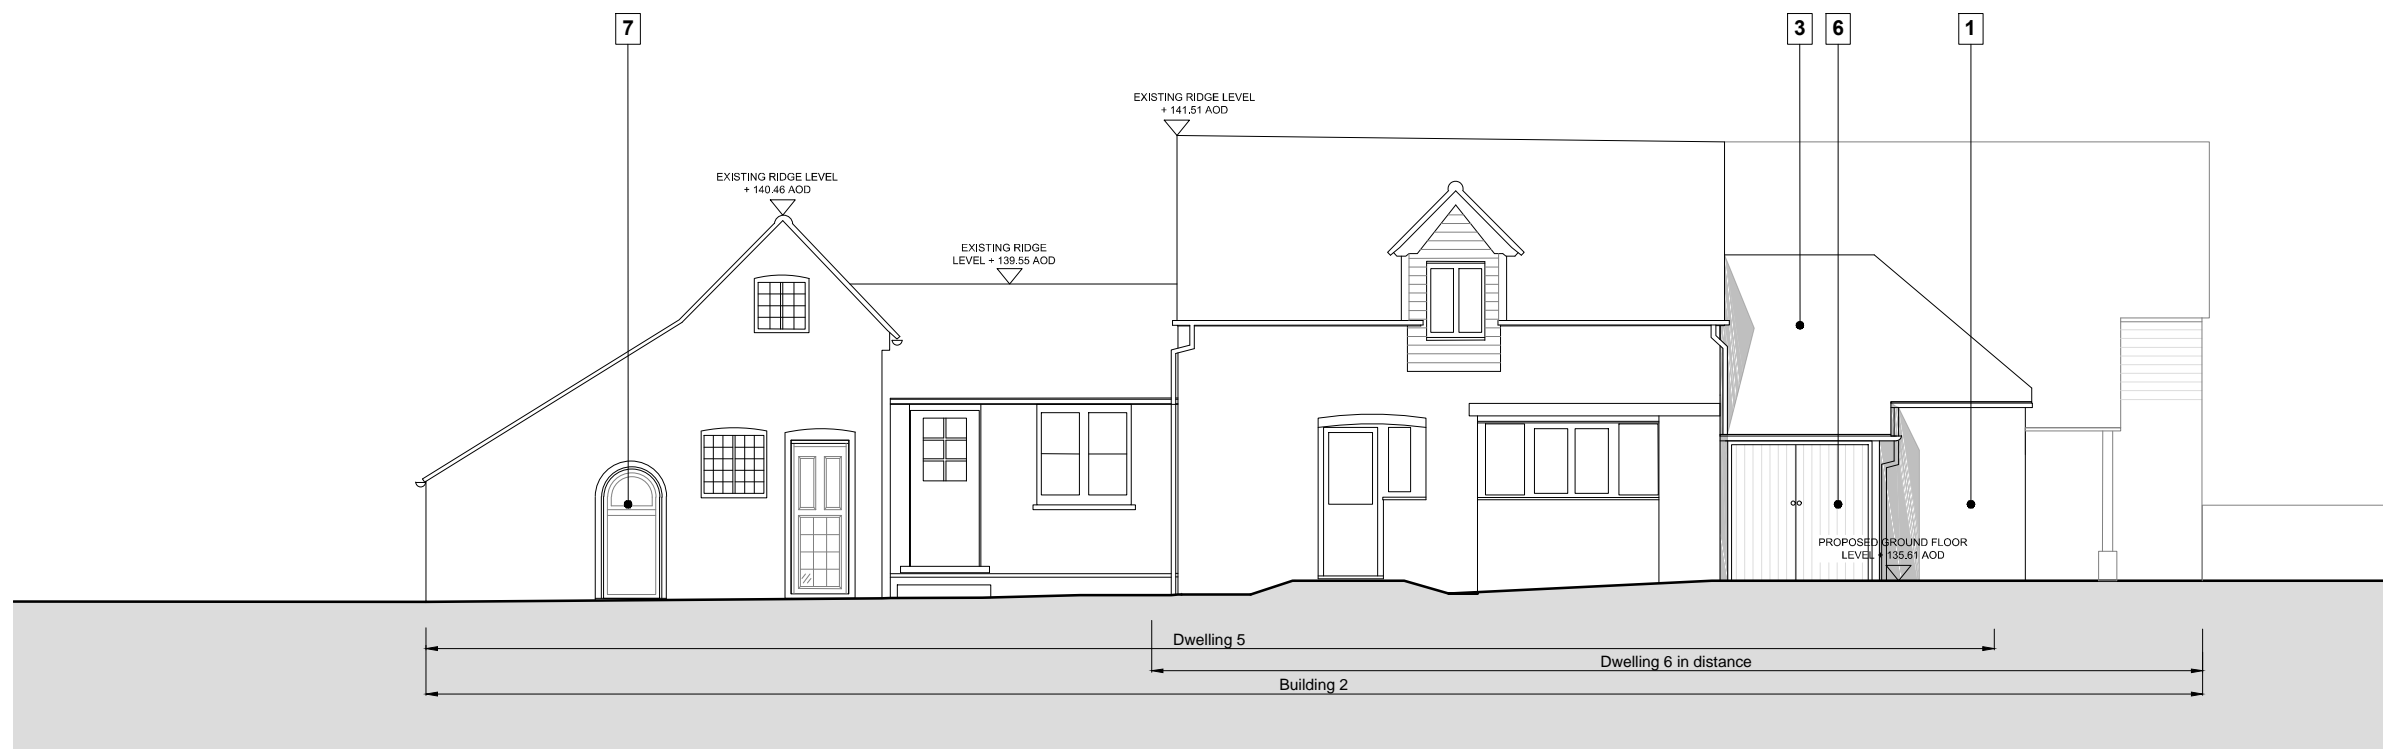 7
3
6
1
EXISTING RIDGE LEVEL
+ 141.51 AOD
EXISTING RIDGE LEVEL
+ 140.46 AOD
EXISTING RIDGE
LEVEL + 139.55 AOD
PROPOSED GROUND FLOOR
LEVEL + 135.61 AOD
Dwelling 5
Dwelling 6 in distance
Building 2